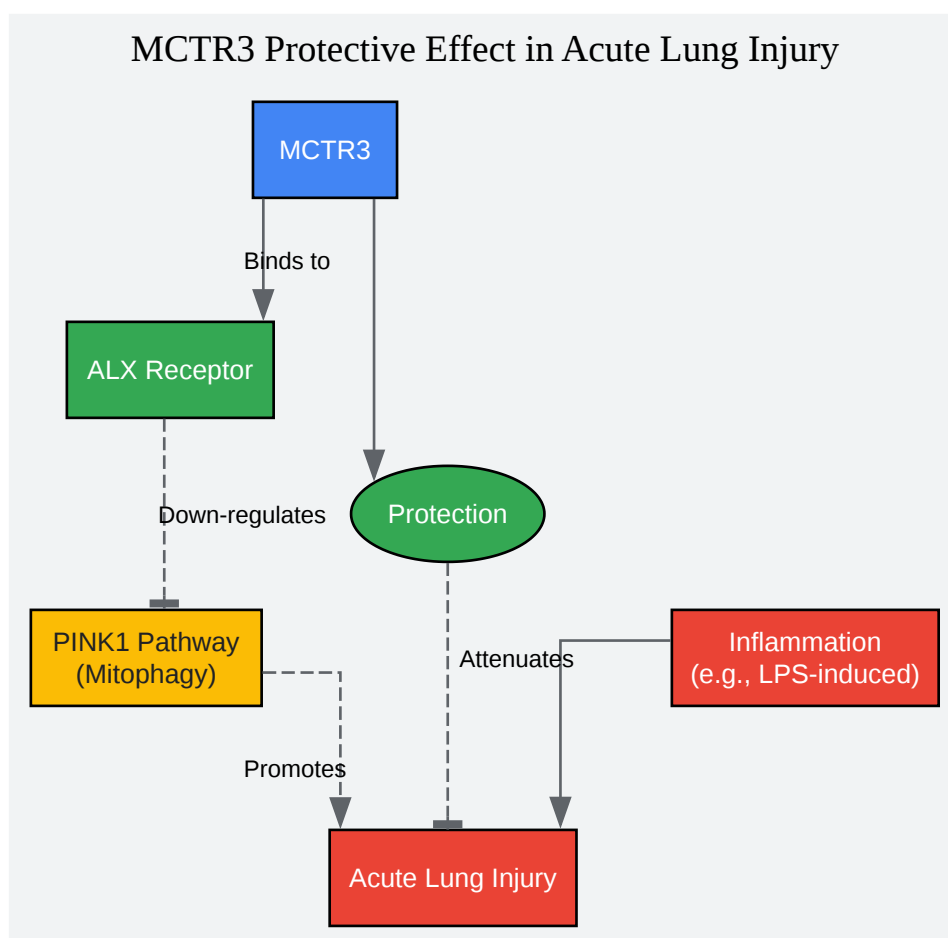 MCTR3 Protective Effect in Acute Lung Injury
MCTR3
Binds to
ALX Receptor
Down-regulates
Protection
PINK1 Pathway
(Mitophagy)
Attenuates
Inflammation
(e.g., LPS-induced)
Promotes
Acute Lung Injury